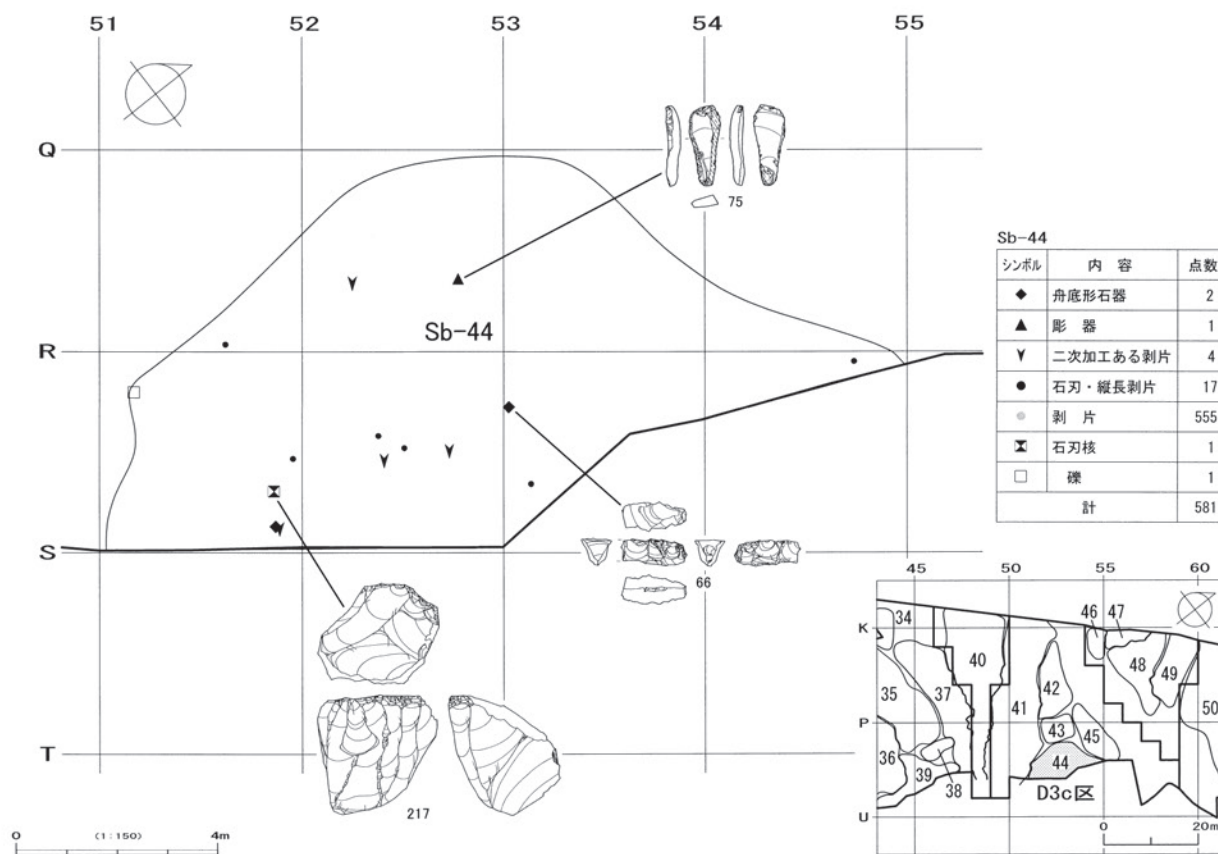 51 52 53 54 55
Q
75
Sb-44
R
66
S
217
T
0 (1:150) 4m
Sb-44
シンボル 内 容 点数
舟底形石器 2
彫 器 1
二次加工ある剥片 4
石刃・縦長剥片 17
剥 片 555
石刃核 1
礫 1
計 581
45 50 55 60
K
34 46 47
40 48 49
35 37 42
41 50
P
43 45
36 44
39 38
D3c区
U
0 20m